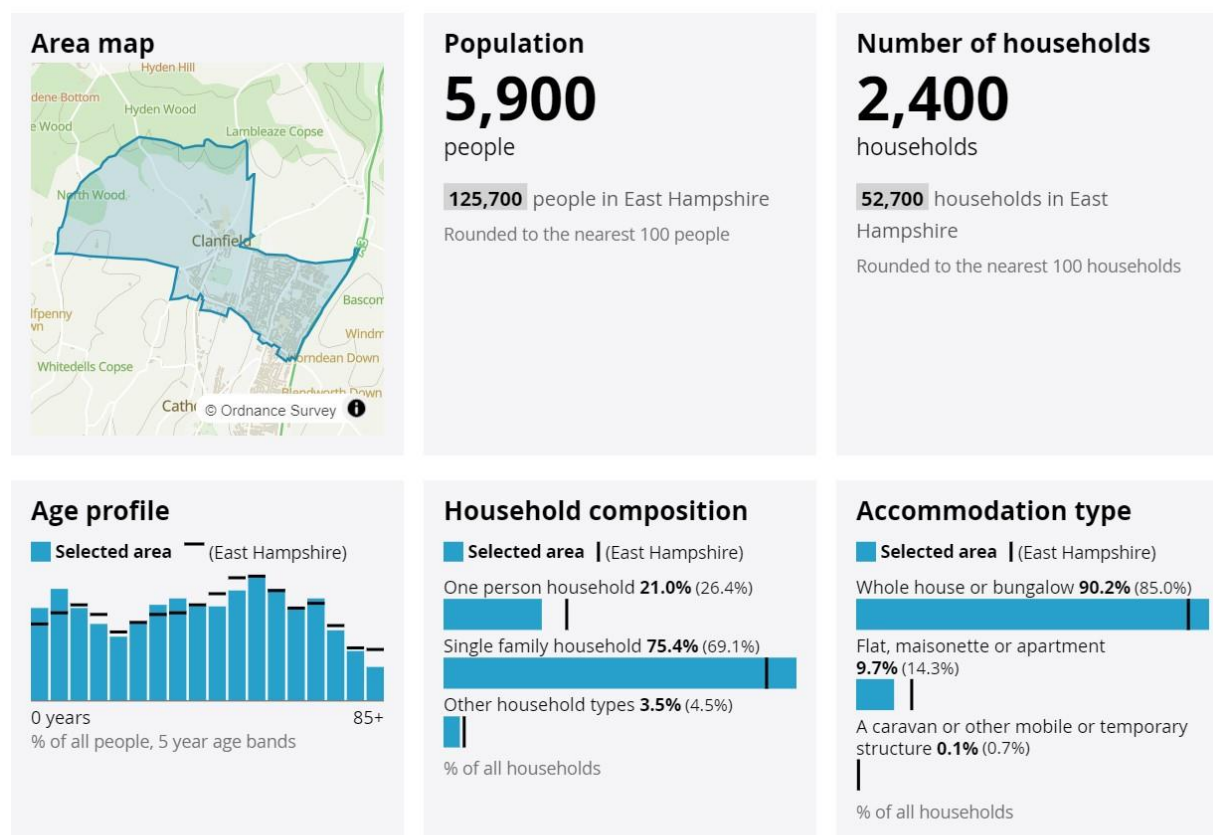 Area map
Hyden Hill
dene Bottom
Hyden Wood
e Wood
Lambleaze Copse
North Wood
Clanfield
A3
Bascom
lfpenny
wn
Windm
Whitedells Copse
orndean Down
Blendworth Down
Cathe
© Ordnance Survey
Population
5,900
people
125,700 people in East Hampshire
Rounded to the nearest 100 people
Number of households
2,400
households
52,700 households in East
Hampshire
Rounded to the nearest 100 households
Age profile
Selected area (East Hampshire)
0 years 85+
% of all people, 5 year age bands
Household composition
Selected area (East Hampshire)
One person household 21.0% (26.4%)
Single family household 75.4% (69.1%)
Other household types 3.5% (4.5%)
% of all households
Accommodation type
Selected area (East Hampshire)
Whole house or bungalow 90.2% (85.0%)
Flat, maisonette or apartment
9.7% (14.3%)
A caravan or other mobile or temporary
structure 0.1% (0.7%)
% of all households